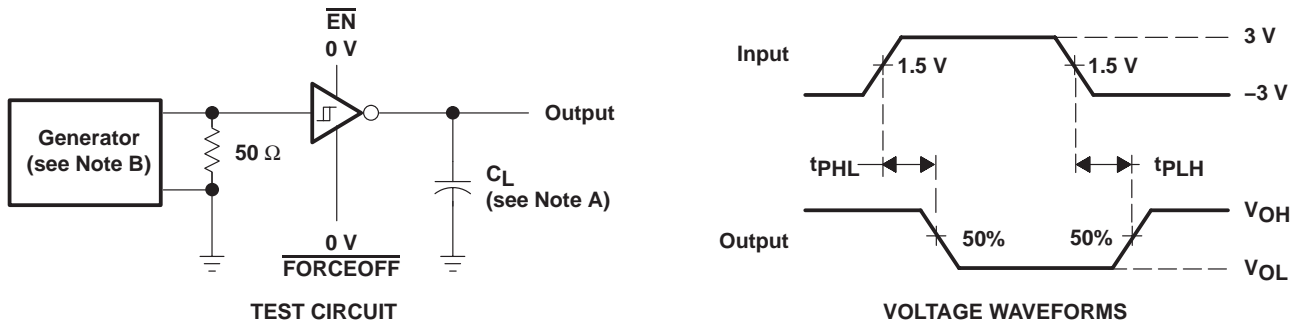 EN
0 V
Generator
(see Note B)
50 Ω
Output
CL
(see Note A)
0 V
FORCEOFF
TEST CIRCUIT
Input
3 V
1.5 V
1.5 V
–3 V
tPHL
tPLH
Output
50%
50%
VOH
VOL
VOLTAGE WAVEFORMS